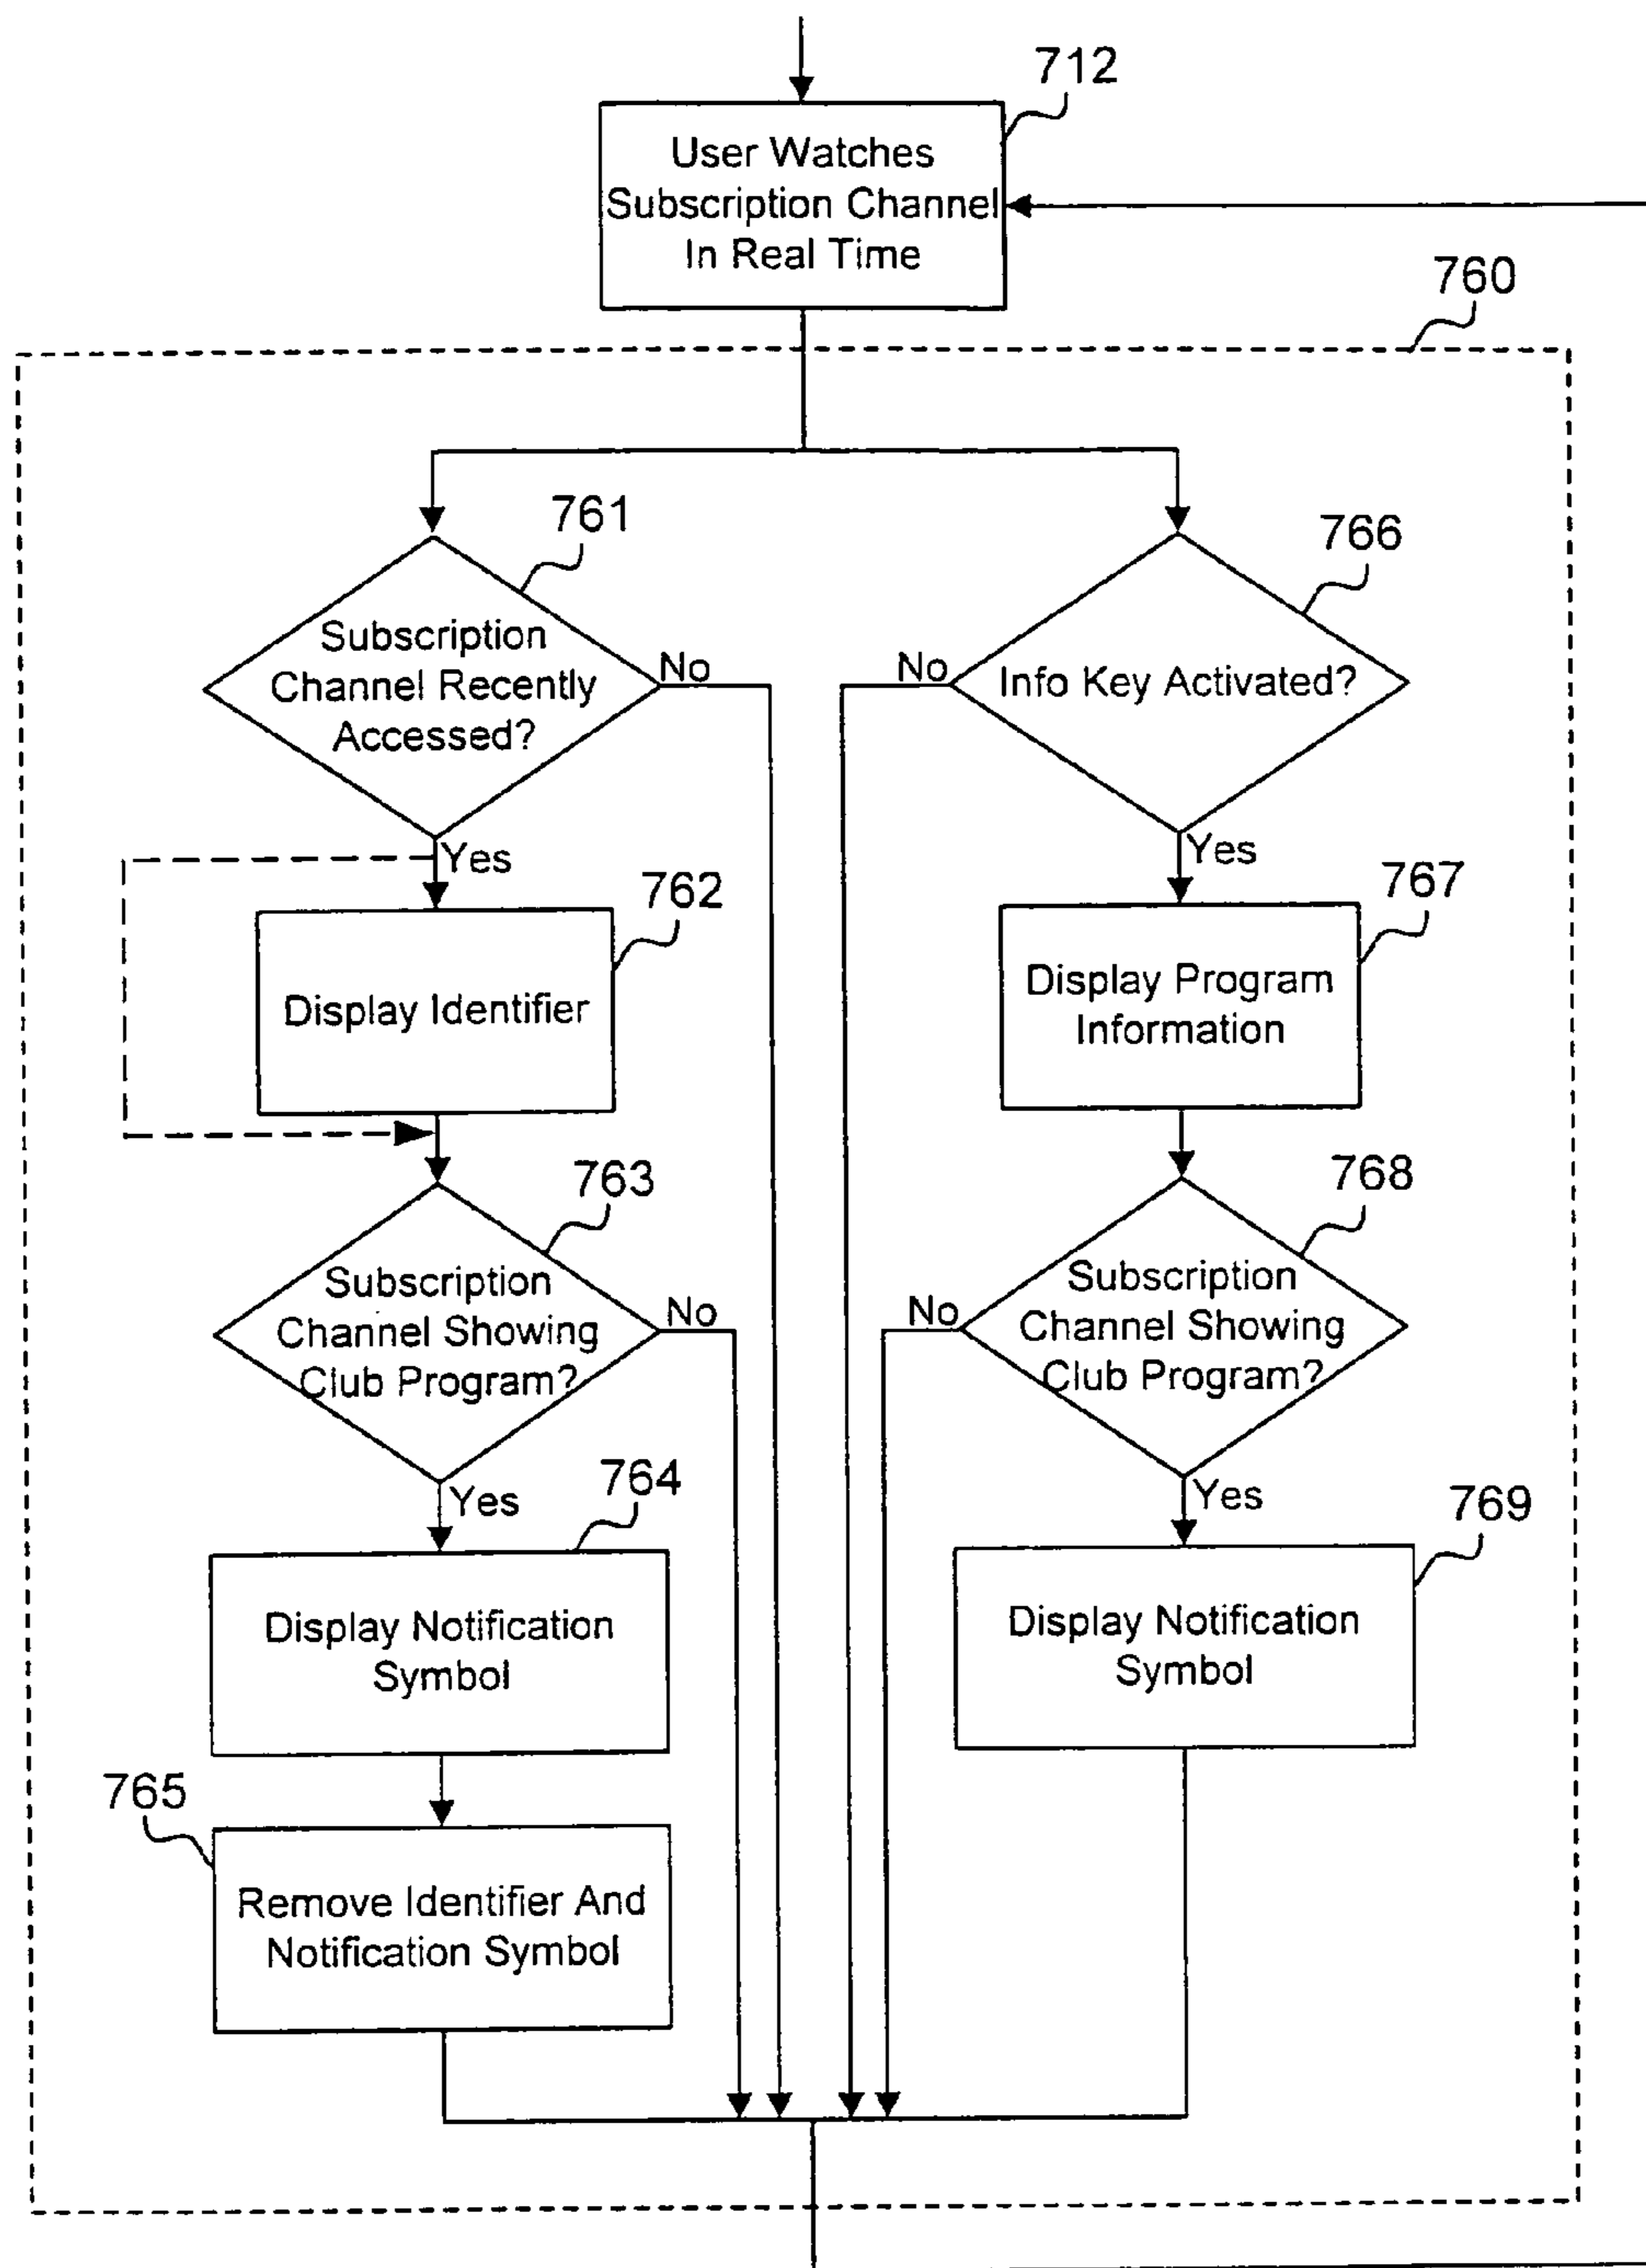 712
User Watches
Subscription Channel
In Real Time
760
761
Subscription
Channel Recently
Accessed?
No
Yes
766
Info Key Activated?
No
Yes
762
Display Identifier
767
Display Program
Information
763
Subscription
Channel Showing
Club Program?
No
Yes
768
Subscription
Channel Showing
Club Program?
No
Yes
764
Display Notification
Symbol
769
Display Notification
Symbol
765
Remove Identifier And
Notification Symbol